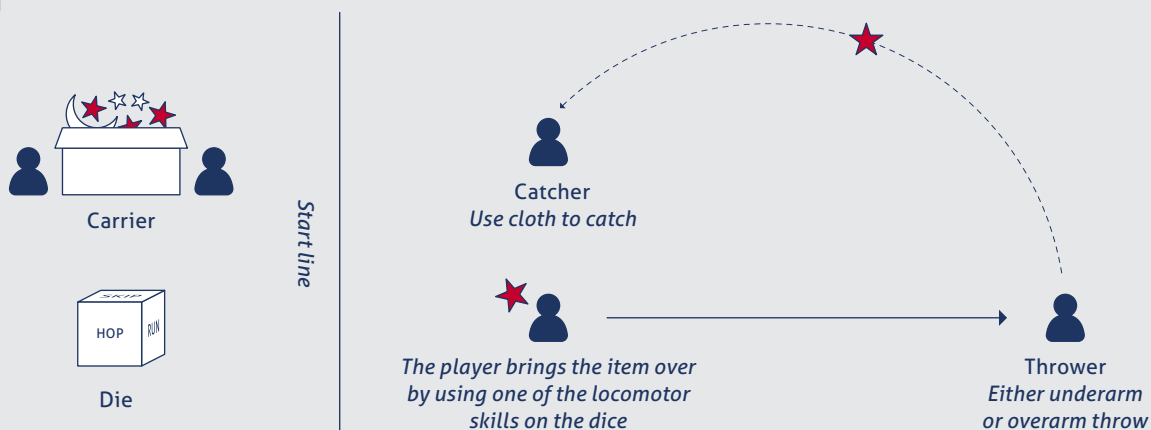 Carrier
Start line
SKIP
HOP
RUN
Die
Catcher
Use cloth to catch
The player brings the item over
by using one of the locomotor
skills on the dice
Thrower
Either underarm
or overarm throw